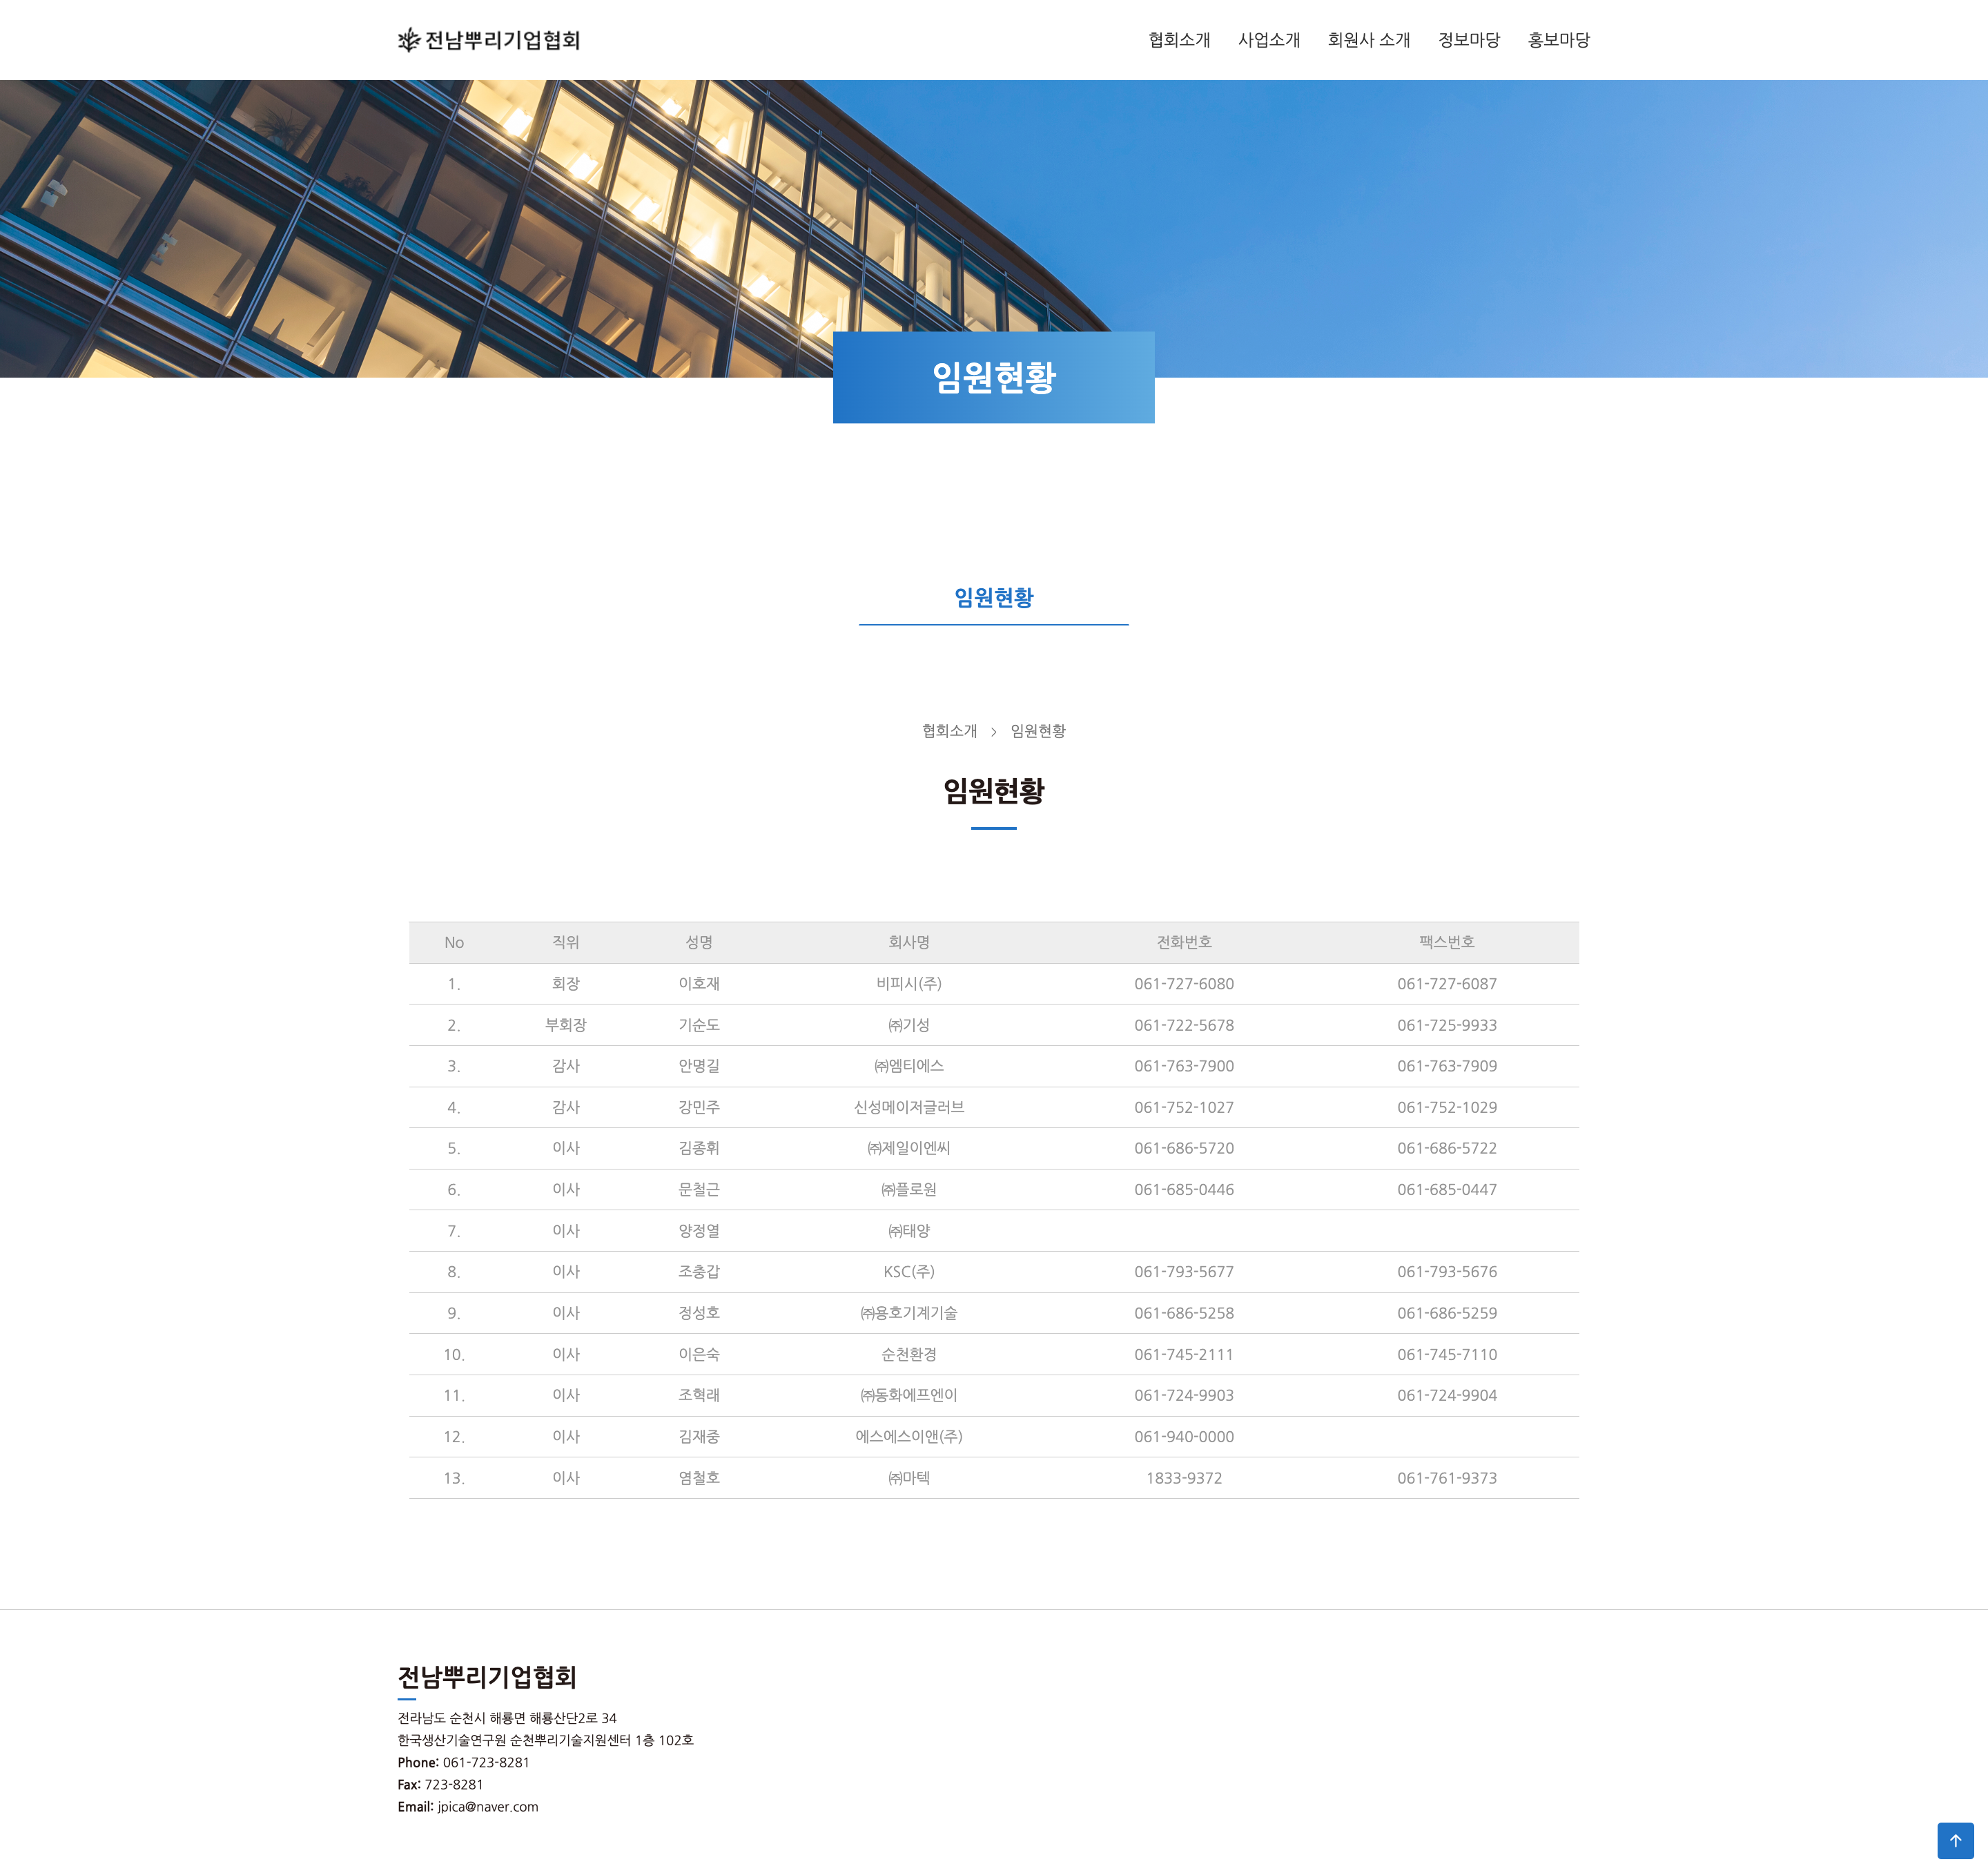 전남뿌리기업협회
협회소개 사업소개 회원사 소개 정보마당 홍보마당
임원현황
임원현황
협회소개 > 임원현황
임원현황
No 직위 성명 회사명 전화번호 팩스번호
1. 회장 이호재 비피시(주) 061-727-6080 061-727-6087
2. 부회장 기순도 ㈜기성 061-722-5678 061-725-9933
3. 감사 안명길 ㈜엠티에스 061-763-7900 061-763-7909
4. 감사 강민주 신성메이저글러브 061-752-1027 061-752-1029
5. 이사 김종휘 ㈜제일이엔씨 061-686-5720 061-686-5722
6. 이사 문철근 ㈜플로원 061-685-0446 061-685-0447
7. 이사 양정열 ㈜태양
8. 이사 조충갑 KSC(주) 061-793-5677 061-793-5676
9. 이사 정성호 ㈜용호기계기술 061-686-5258 061-686-5259
10. 이사 이은숙 순천환경 061-745-2111 061-745-7110
11. 이사 조혁래 ㈜동화에프엔이 061-724-9903 061-724-9904
12. 이사 김재중 에스에스이앤(주) 061-940-0000
13. 이사 염철호 ㈜마텍 1833-9372 061-761-9373
전남뿌리기업협회
전라남도 순천시 해룡면 해룡산단2로 34
한국생산기술연구원 순천뿌리기술지원센터 1층 102호
Phone: 061-723-8281
Fax: 723-8281
Email: jpica@naver.com